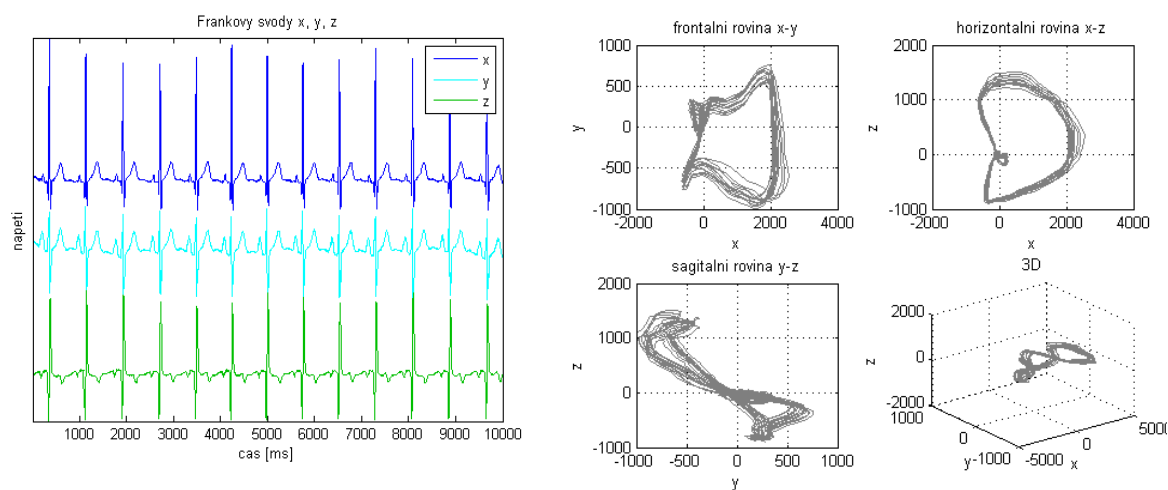 Frankovy svody x, y, z
x
y
z
napeti
1000 2000 3000 4000 5000 6000 7000 8000 9000 10000
cas [ms]
frontalni rovina x-y
1000
500
0
-500
-1000
y
-2000 0 2000 4000
x
horizontalni rovina x-z
2000
1000
0
-1000
z
-2000 0 2000 4000
x
sagitalni rovina y-z
2000
1000
0
-1000
z
-1000 -500 0 500 1000
y
3D
2000
0
-2000
z
1000
0
-1000
y
-5000
0
5000
x